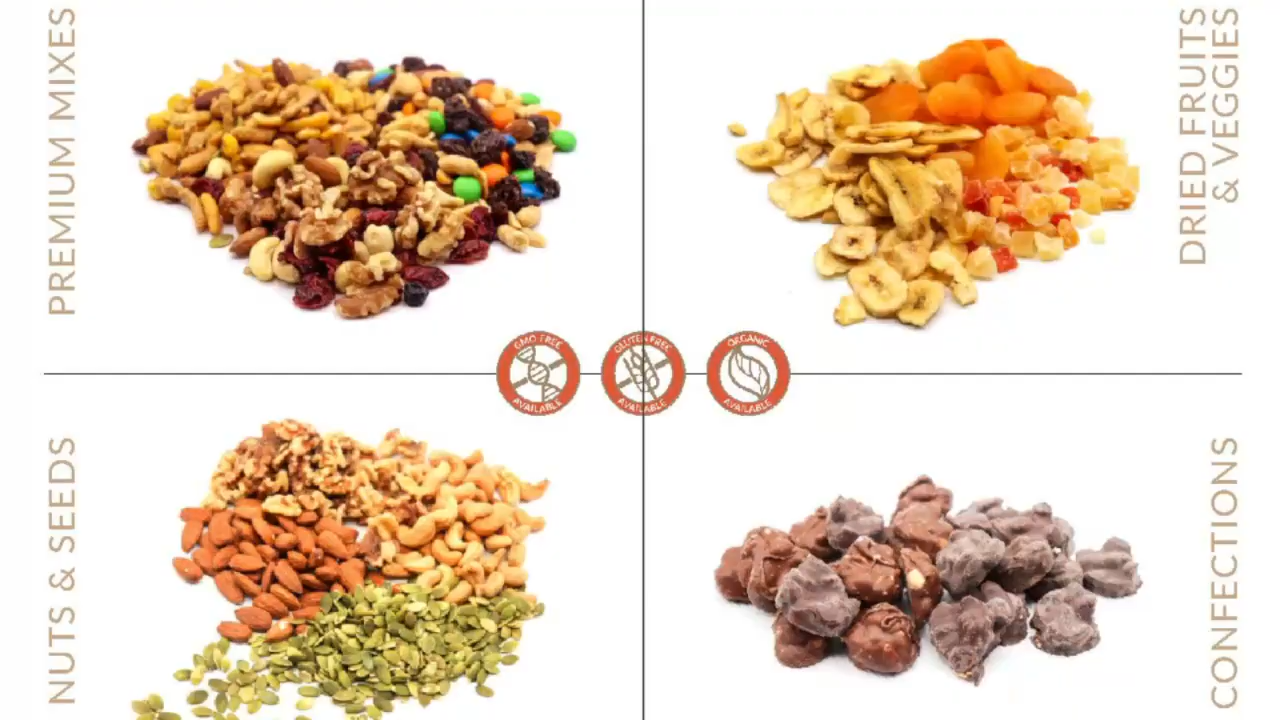 PREMIUM MIXES
DRIED FRUITS
& VEGGIES
GMO FREE
AVAILABLE
GLUTEN FREE
AVAILABLE
ORGANIC
AVAILABLE
NUTS & SEEDS
CONFECTIONS